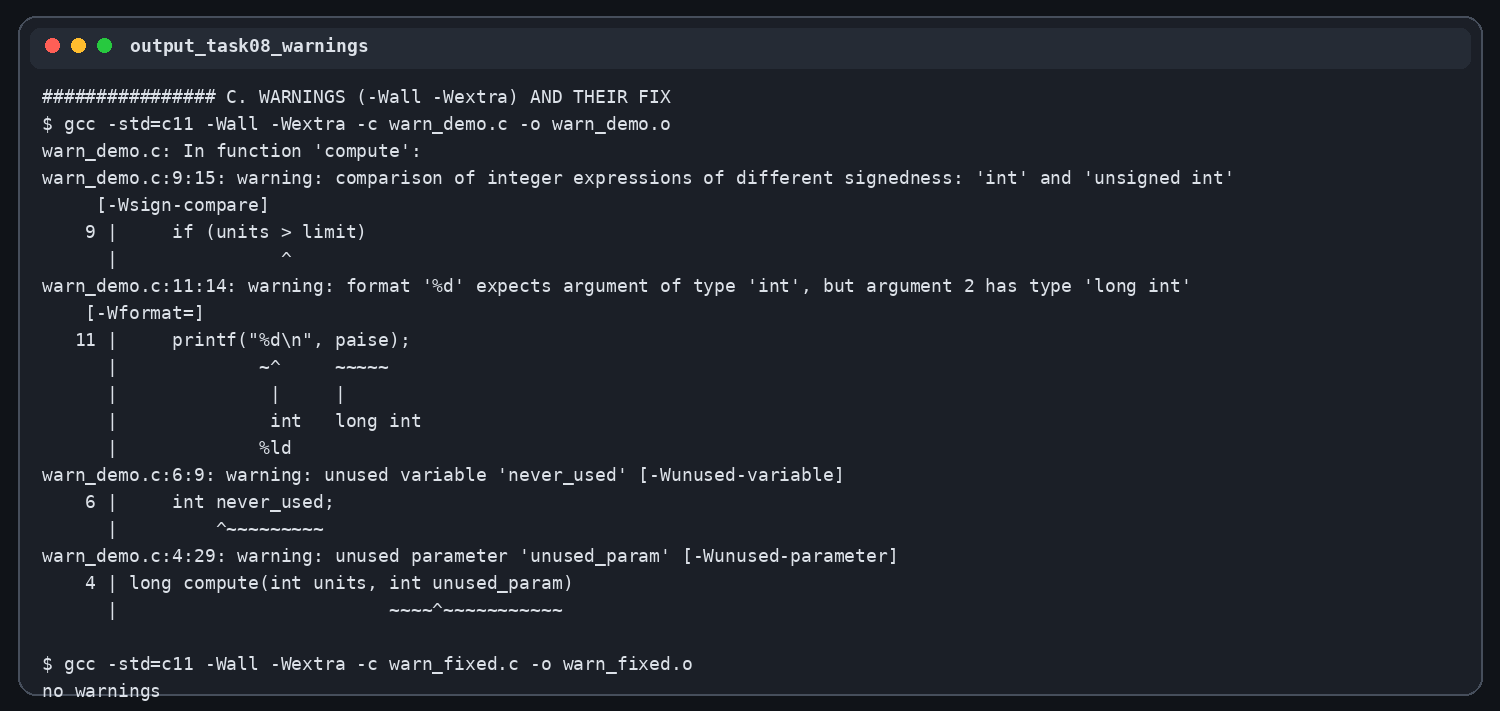 output_task08_warnings
################ C. WARNINGS (-Wall -Wextra) AND THEIR FIX
$ gcc -std=c11 -Wall -Wextra -c warn_demo.c -o warn_demo.o
warn_demo.c: In function 'compute':
warn_demo.c:9:15: warning: comparison of integer expressions of different signedness: 'int' and 'unsigned int'
     [-Wsign-compare]
    9 |     if (units > limit)
      |               ^
warn_demo.c:11:14: warning: format '%d' expects argument of type 'int', but argument 2 has type 'long int'
    [-Wformat=]
   11 |     printf("%d\n", paise);
      |             ~^     ~~~~~
      |              |     |
      |              int   long int
      |             %ld
warn_demo.c:6:9: warning: unused variable 'never_used' [-Wunused-variable]
    6 |     int never_used;
      |         ^~~~~~~~~~
warn_demo.c:4:29: warning: unused parameter 'unused_param' [-Wunused-parameter]
    4 | long compute(int units, int unused_param)
      |                         ~~~~^~~~~~~~~~~~

$ gcc -std=c11 -Wall -Wextra -c warn_fixed.c -o warn_fixed.o
no warnings